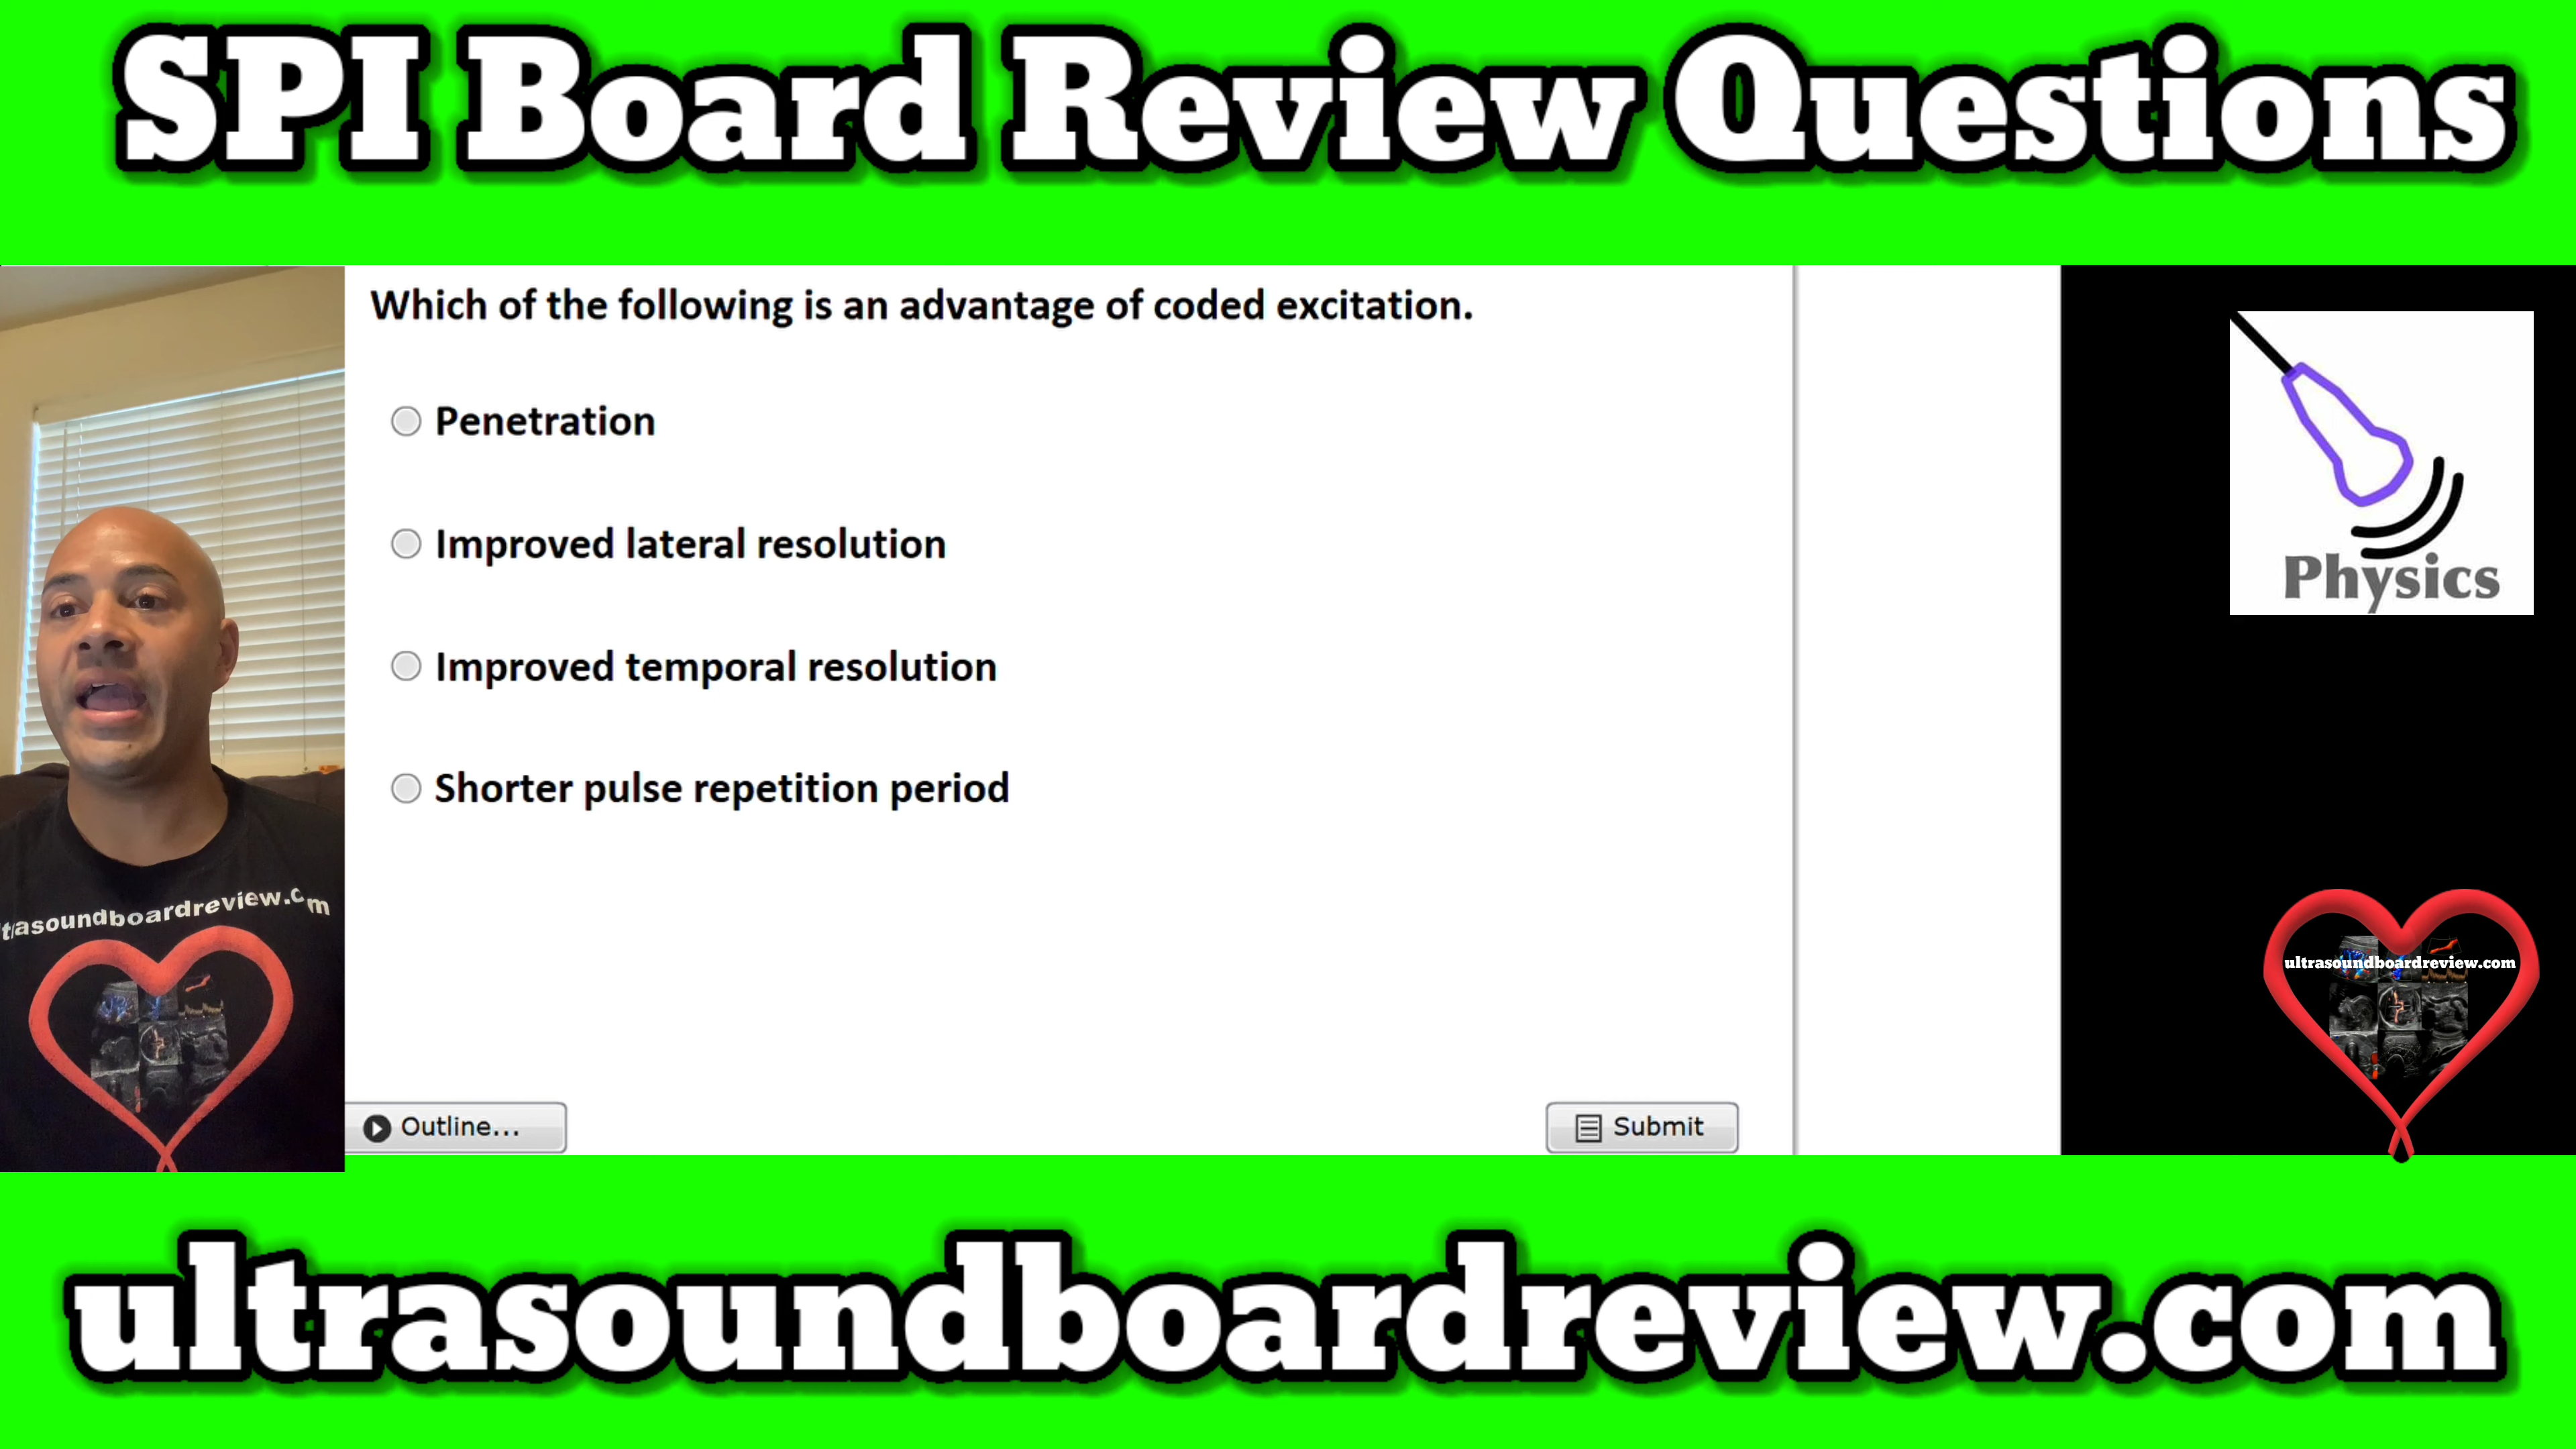 SPI Board Review Questions
Which of the following is an advantage of coded excitation.
Penetration
Improved lateral resolution
Improved temporal resolution
Shorter pulse repetition period
Outline...
Submit
Physics
ultrasoundboardreview.com
trasoundboardreview.c m
ultrasoundboardreview.com